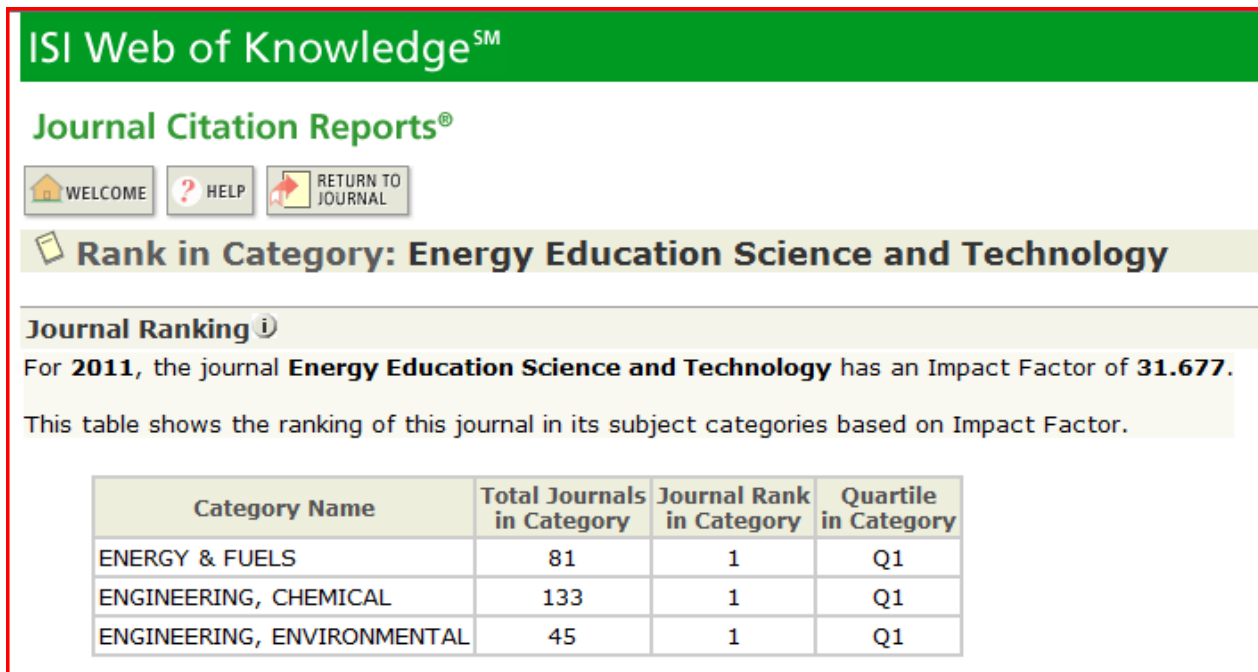 ISI Web of Knowledge℠
Journal Citation Reports®
WELCOME ? HELP RETURN TO JOURNAL
Rank in Category: Energy Education Science and Technology
Journal Ranking i
For 2011, the journal Energy Education Science and Technology has an Impact Factor of 31.677.
This table shows the ranking of this journal in its subject categories based on Impact Factor.
Category Name Total Journals in Category Journal Rank in Category Quartile in Category
ENERGY & FUELS 81 1 Q1
ENGINEERING, CHEMICAL 133 1 Q1
ENGINEERING, ENVIRONMENTAL 45 1 Q1